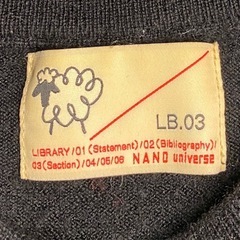 LB.03
LIBRARY/01(Statement)/02(Bibliography)/
03(Section)/04/05/06 NANO universe